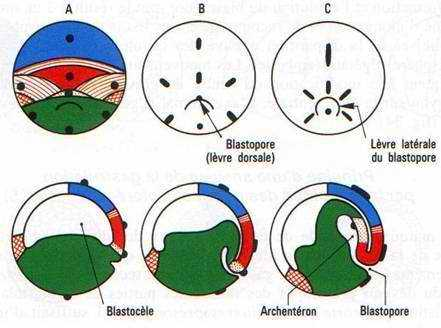 A
B
C
Blastopore
(lèvre dorsale)
Lèvre latérale
du blastopore
Blastocèle
Archentéron
Blastopore